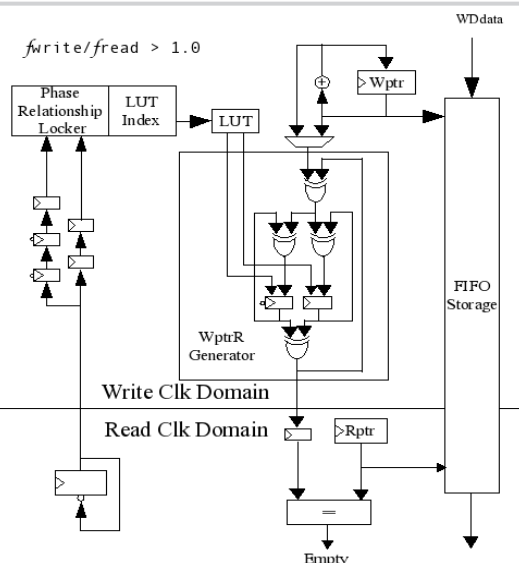 WDdata
fwrite/fread > 1.0
Phase
Relationship
Locker
LUT
Index
LUT
+
Wptr
FIFO
Storage
WptrR
Generator
Write Clk Domain
Read Clk Domain
Rptr
=
Empty